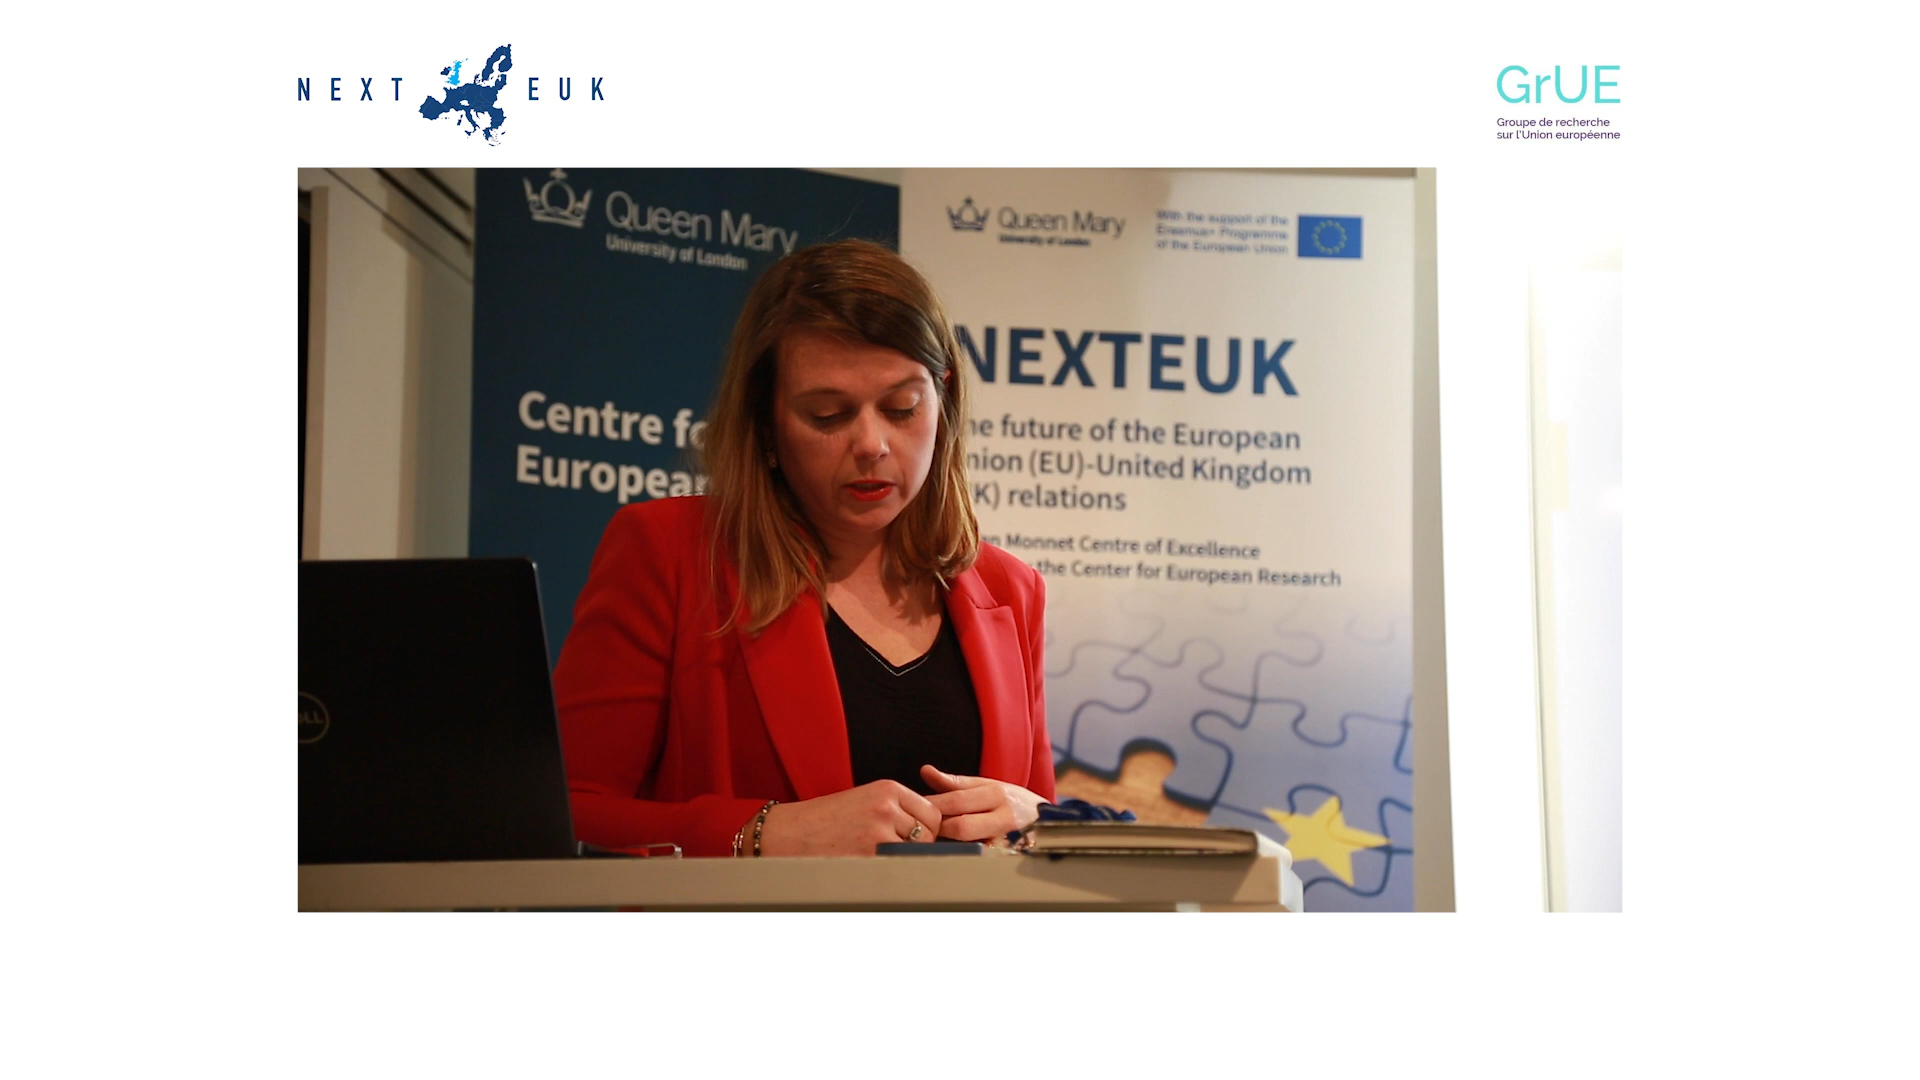 NEXT EUK
GrUE
Groupe de recherche
sur l'Union européenne
Queen Mary
University of London
Centre fo
European
Queen Mary
University of London
With the support of the
Erasmus+ Programme
of the European Union
NEXTEUK
he future of the European
nion (EU)-United Kingdom
K) relations
an Monnet Centre of Excellence
the Center for European Research
DELL